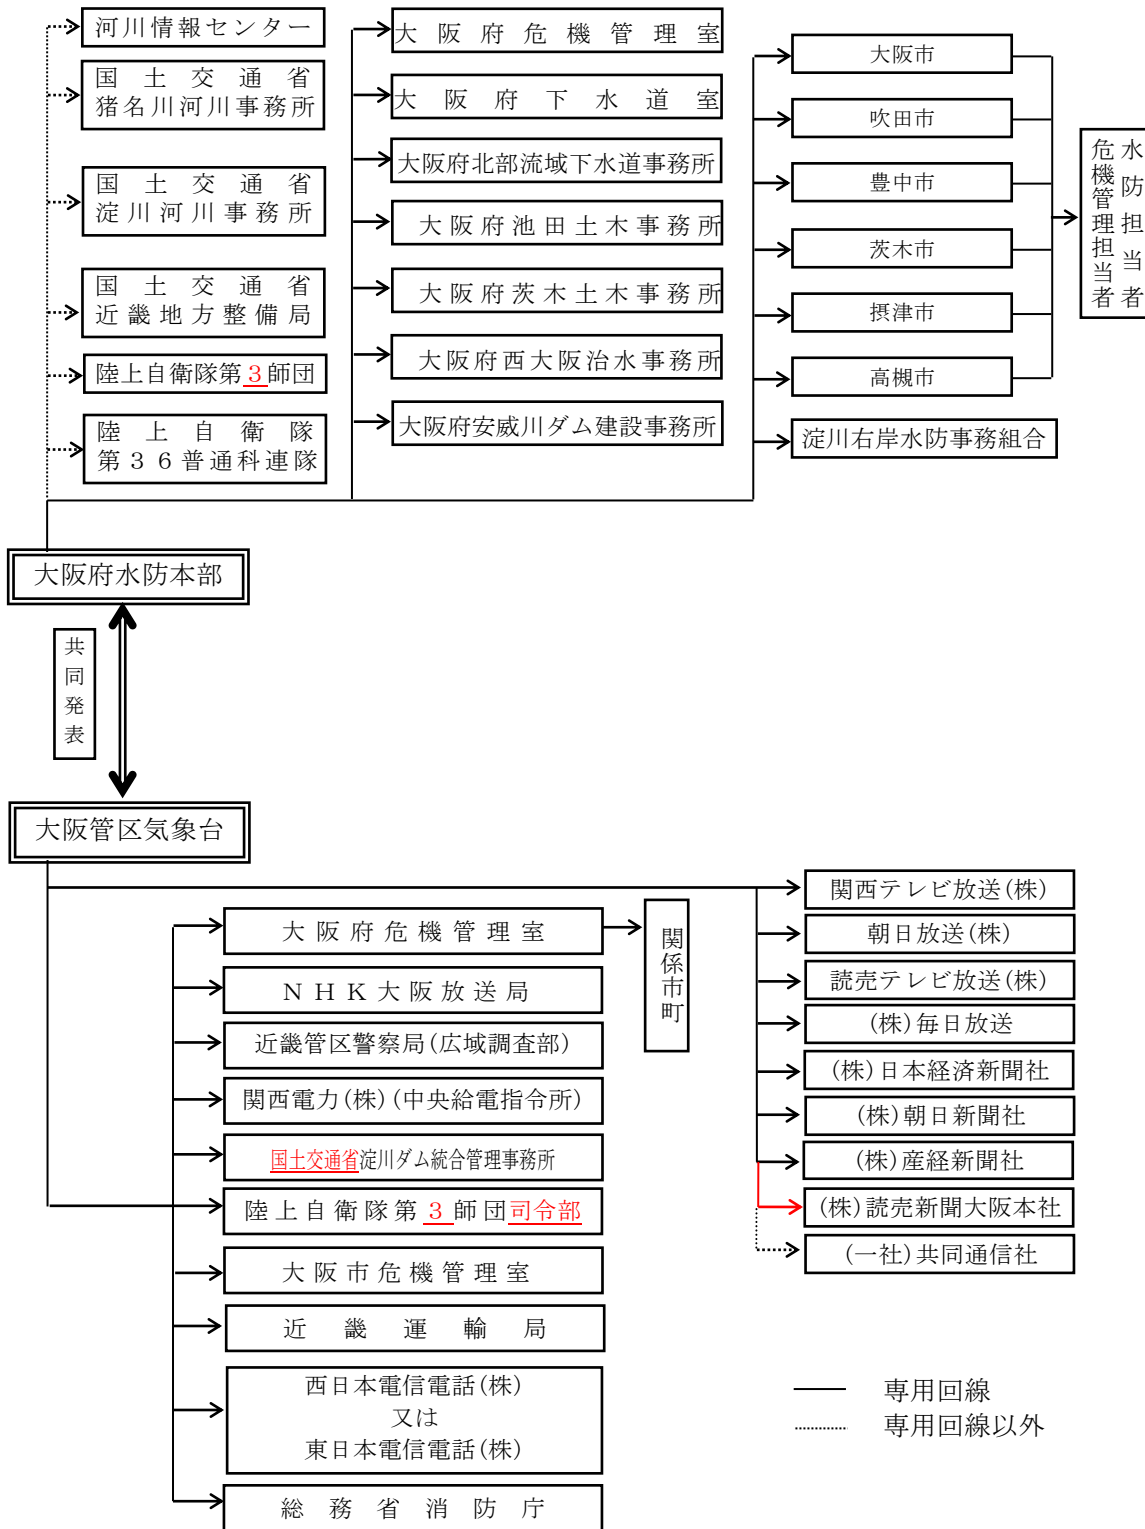 河川情報センター
国土交通省
猪名川河川事務所
国土交通省
淀川河川事務所
国土交通省
近畿地方整備局
陸上自衛隊第３師団
陸上自衛隊
第３６普通科連隊
大阪府危機管理室
大阪府下水道室
大阪府北部流域下水道事務所
大阪府池田土木事務所
大阪府茨木土木事務所
大阪府西大阪治水事務所
大阪府安威川ダム建設事務所
大阪市
吹田市
豊中市
茨木市
摂津市
高槻市
淀川右岸水防事務組合
水防担当者
危機管理担当者
大阪府水防本部
共同発表
大阪管区気象台
大阪府危機管理室
ＮＨＫ大阪放送局
近畿管区警察局(広域調査部)
関西電力(株)(中央給電指令所)
国土交通省淀川ダム統合管理事務所
陸上自衛隊第３師団司令部
大阪市危機管理室
近畿運輸局
西日本電信電話(株)
又は
東日本電信電話(株)
総務省消防庁
関係市町
関西テレビ放送(株)
朝日放送(株)
読売テレビ放送(株)
(株)毎日放送
(株)日本経済新聞社
(株)朝日新聞社
(株)産経新聞社
(株)読売新聞大阪本社
(一社)共同通信社
専用回線
専用回線以外